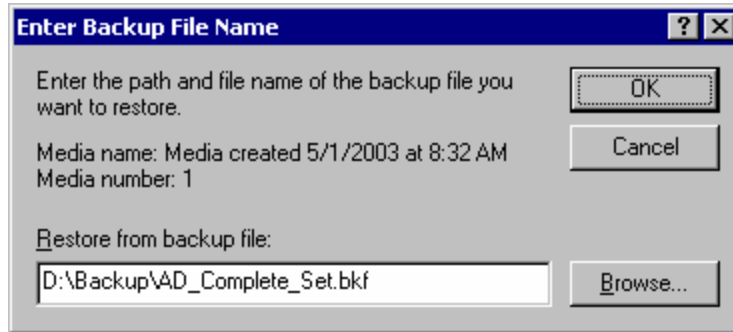 Enter Backup File Name
Enter the path and file name of the backup file you
want to restore.
OK
Media name: Media created 5/1/2003 at 8:32 AM
Media number: 1
Cancel
Restore from backup file:
D:\Backup\AD_Complete_Set.bkf
Browse...